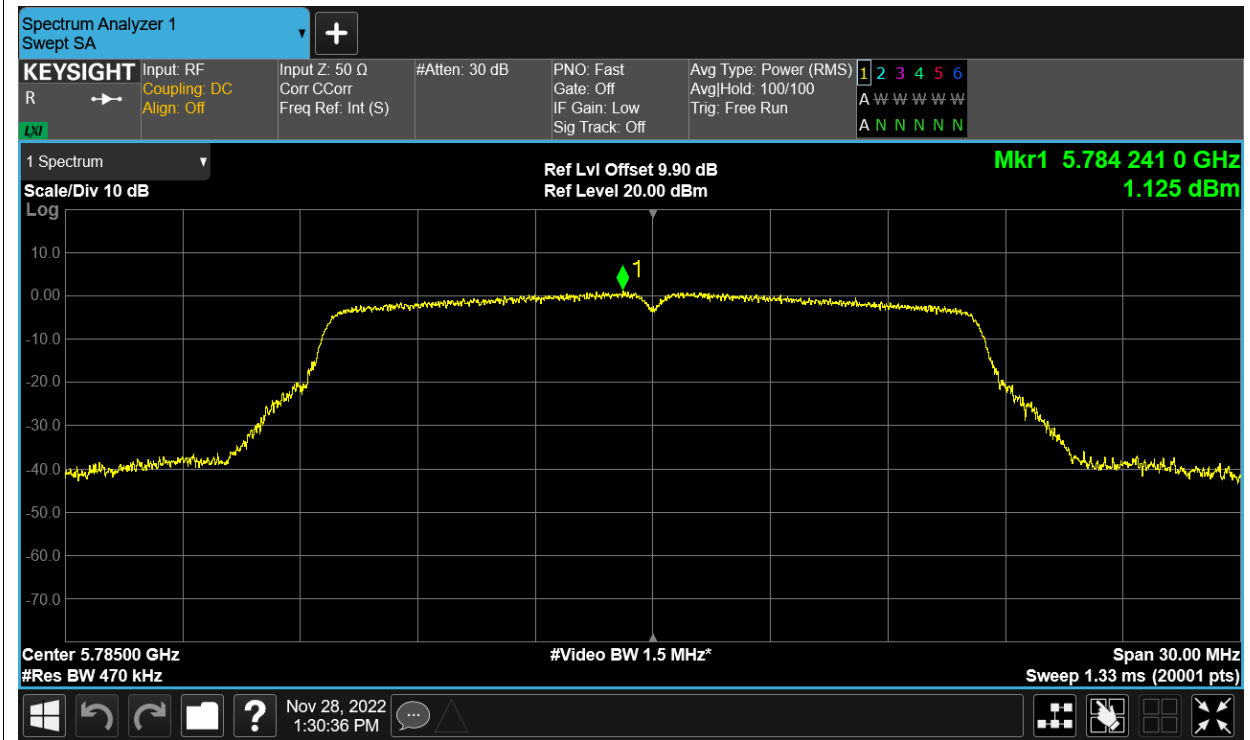 Spectrum Analyzer 1
Swept SA
+
KEYSIGHT
R
LXI
Input: RF
Coupling: DC
Align: Off
Input Z: 50 Ω
Corr CCorr
Freq Ref: Int (S)
#Atten: 30 dB
PNO: Fast
Gate: Off
IF Gain: Low
Sig Track: Off
Avg Type: Power (RMS)
Avg|Hold: 100/100
Trig: Free Run
1 2 3 4 5 6
A W W W W W
A N N N N N
1 Spectrum
Scale/Div 10 dB
Log
Ref Lvl Offset 9.90 dB
Ref Level 20.00 dBm
Mkr1 5.784 241 0 GHz
1.125 dBm
1
10.0
0.00
-10.0
-20.0
-30.0
-40.0
-50.0
-60.0
-70.0
Center 5.78500 GHz
#Res BW 470 kHz
#Video BW 1.5 MHz*
Span 30.00 MHz
Sweep 1.33 ms (20001 pts)
?
Nov 28, 2022
1:30:36 PM